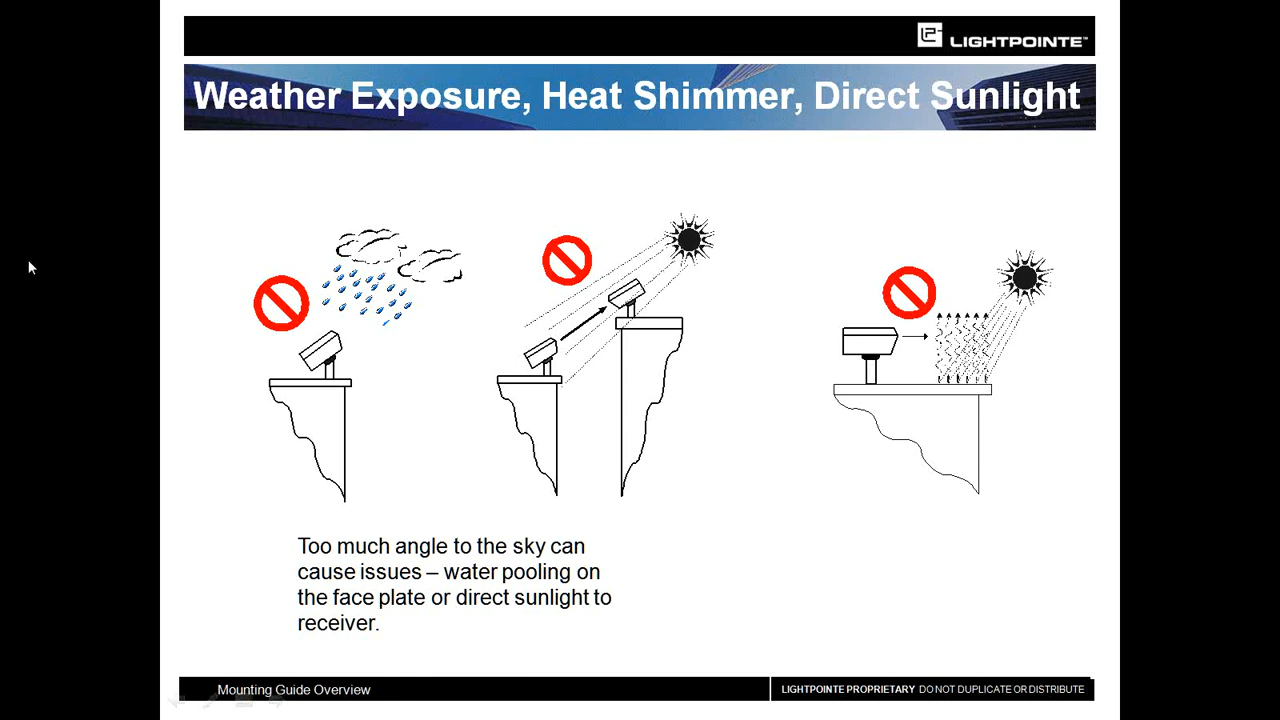 LIGHTPOINTE™
Weather Exposure, Heat Shimmer, Direct Sunlight
Too much angle to the sky can
cause issues – water pooling on
the face plate or direct sunlight to
receiver.
Mounting Guide Overview
LIGHTPOINTE PROPRIETARY DO NOT DUPLICATE OR DISTRIBUTE